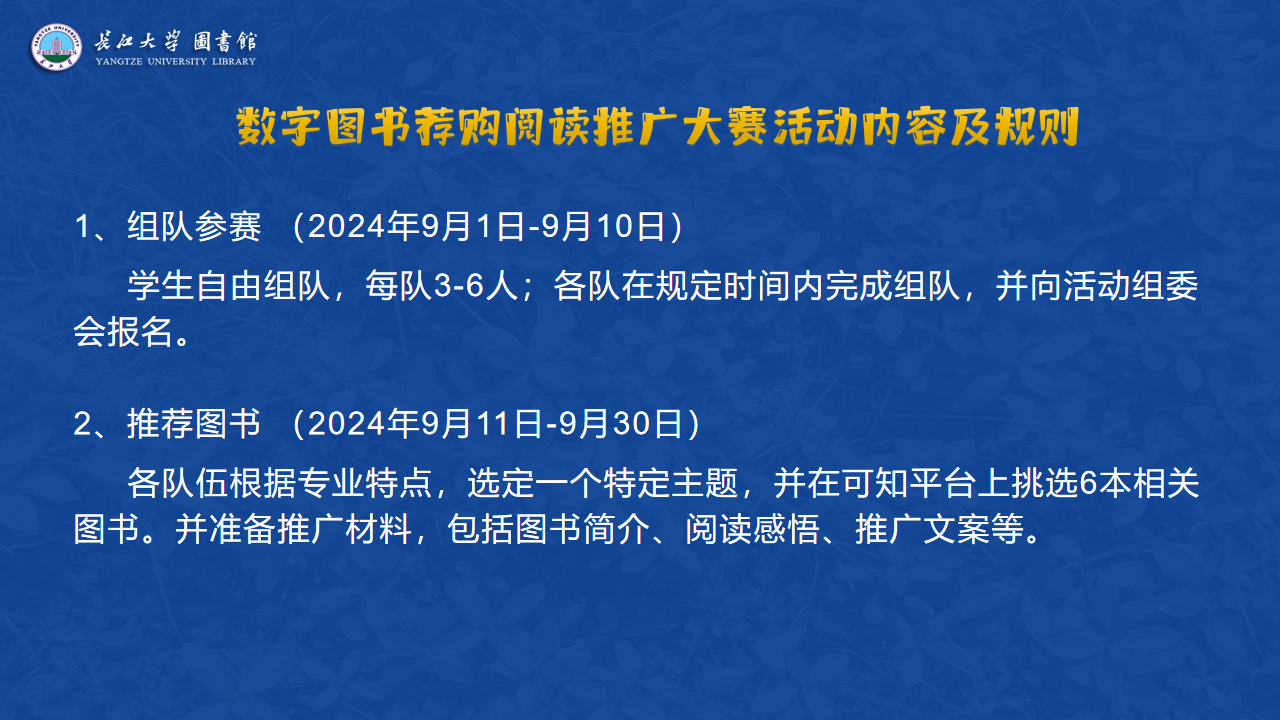 长江大学 圖書館
YANGTZE UNIVERSITY LIBRARY
数字图书荐购阅读推广大赛活动内容及规则
1、组队参赛 （2024年9月1日-9月10日）
学生自由组队，每队3-6人；各队在规定时间内完成组队，并向活动组委
会报名。
2、推荐图书 （2024年9月11日-9月30日）
各队伍根据专业特点，选定一个特定主题，并在可知平台上挑选6本相关
图书。并准备推广材料，包括图书简介、阅读感悟、推广文案等。